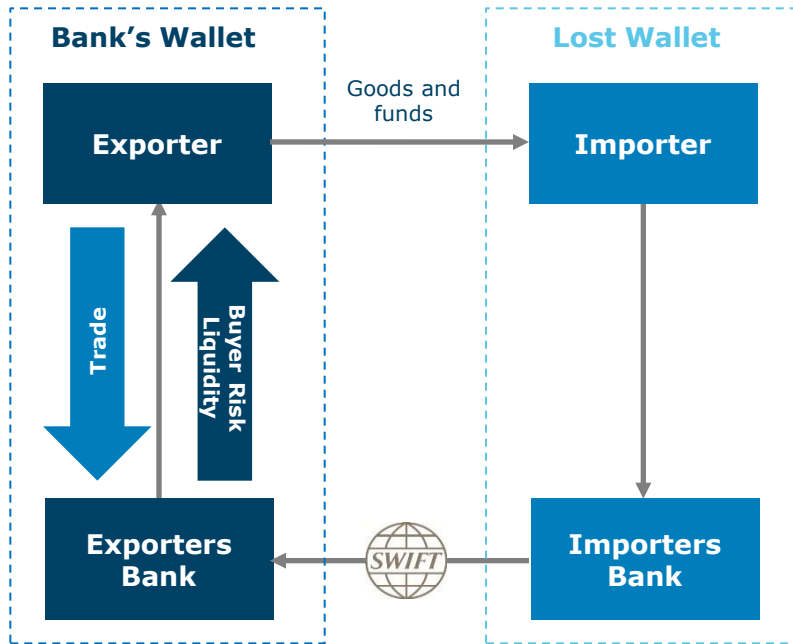 Bank’s Wallet
Lost Wallet
Exporter
Goods and
funds
Importer
Trade
Buyer Risk
Liquidity
Exporters
Bank
SWIFT
Importers
Bank